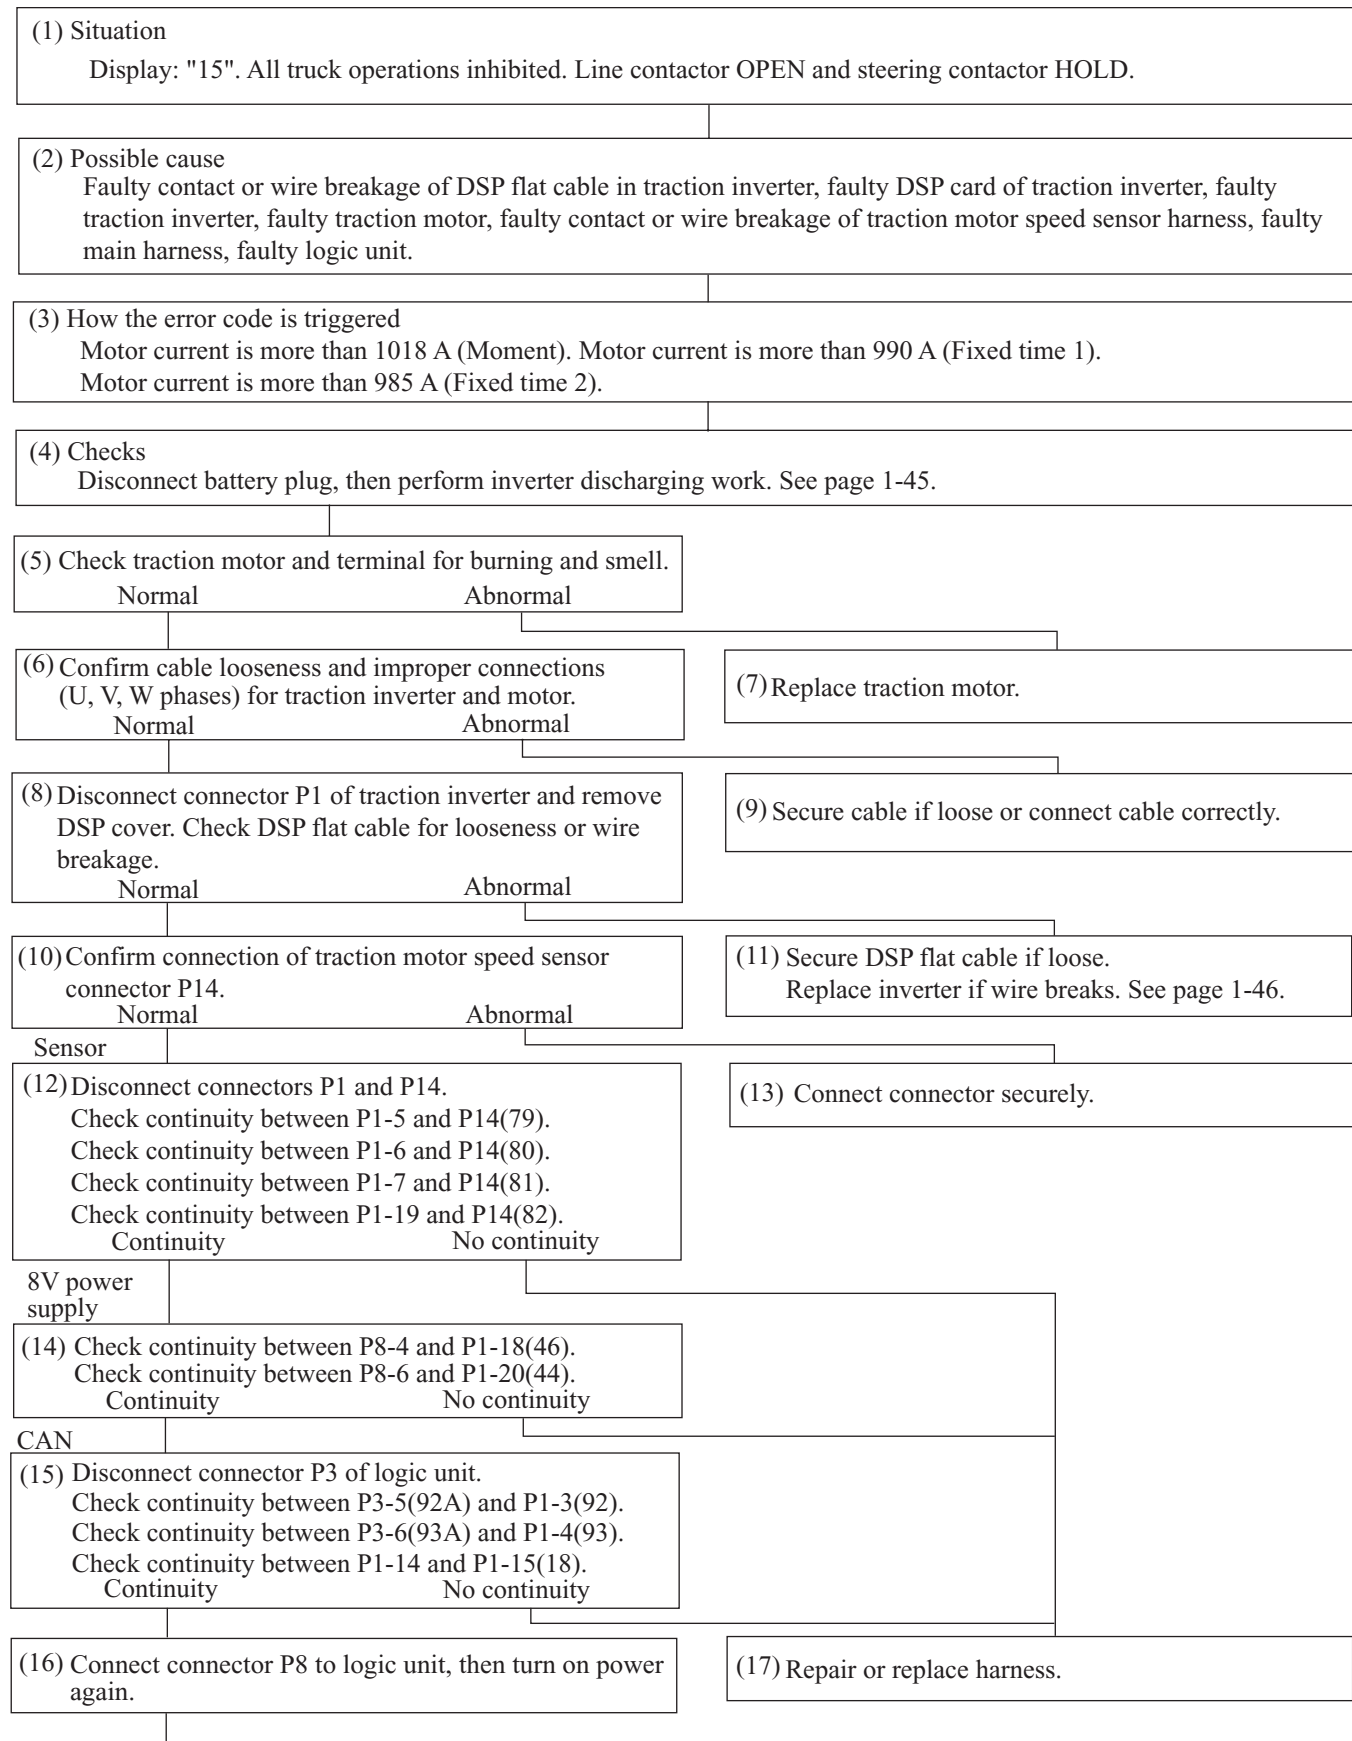 (1) Situation
Display: "15". All truck operations inhibited. Line contactor OPEN and steering contactor HOLD.
(2) Possible cause
Faulty contact or wire breakage of DSP flat cable in traction inverter, faulty DSP card of traction inverter, faulty
traction inverter, faulty traction motor, faulty contact or wire breakage of traction motor speed sensor harness, faulty
main harness, faulty logic unit.
(3) How the error code is triggered
Motor current is more than 1018 A (Moment). Motor current is more than 990 A (Fixed time 1).
Motor current is more than 985 A (Fixed time 2).
(4) Checks
Disconnect battery plug, then perform inverter discharging work. See page 1-45.
(5) Check traction motor and terminal for burning and smell.
Normal Abnormal
(6) Confirm cable looseness and improper connections
(U, V, W phases) for traction inverter and motor.
Normal Abnormal
(7) Replace traction motor.
(8) Disconnect connector P1 of traction inverter and remove
DSP cover. Check DSP flat cable for looseness or wire
breakage.
Normal Abnormal
(9) Secure cable if loose or connect cable correctly.
(10) Confirm connection of traction motor speed sensor
connector P14.
Normal Abnormal
(11) Secure DSP flat cable if loose.
Replace inverter if wire breaks. See page 1-46.
Sensor
(12) Disconnect connectors P1 and P14.
Check continuity between P1-5 and P14(79).
Check continuity between P1-6 and P14(80).
Check continuity between P1-7 and P14(81).
Check continuity between P1-19 and P14(82).
Continuity No continuity
(13) Connect connector securely.
8V power
supply
(14) Check continuity between P8-4 and P1-18(46).
Check continuity between P8-6 and P1-20(44).
Continuity No continuity
CAN
(15) Disconnect connector P3 of logic unit.
Check continuity between P3-5(92A) and P1-3(92).
Check continuity between P3-6(93A) and P1-4(93).
Check continuity between P1-14 and P1-15(18).
Continuity No continuity
(16) Connect connector P8 to logic unit, then turn on power
again.
(17) Repair or replace harness.